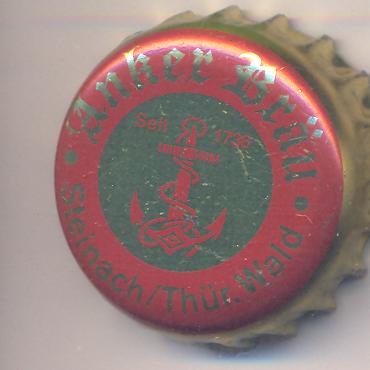 Anker Bräu
Seit 1736
• Steinach/Thür. Wald •